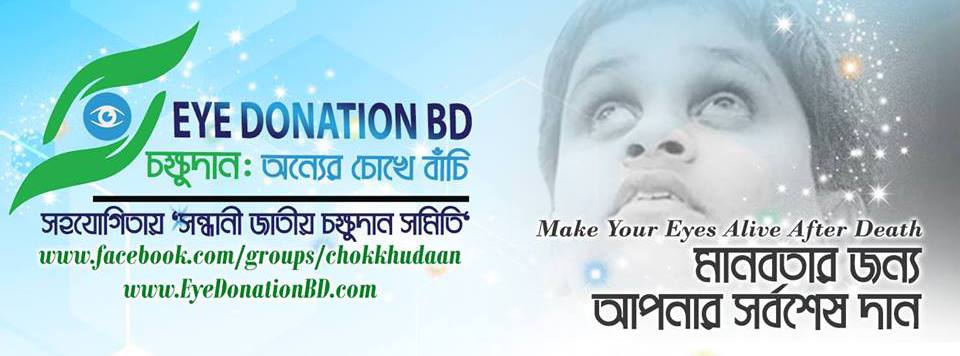 EYE DONATION BD
চক্ষুদান: অন্যের চোখে বাঁচি
সহযোগিতায় ‘সন্ধানী জাতীয় চক্ষুদান সমিতি‘
www.facebook.com/groups/chokkhudaan
www.EyeDonationBD.com
Make Your Eyes Alive After Death
মানবতার জন্য
আপনার সর্বশেষ দান